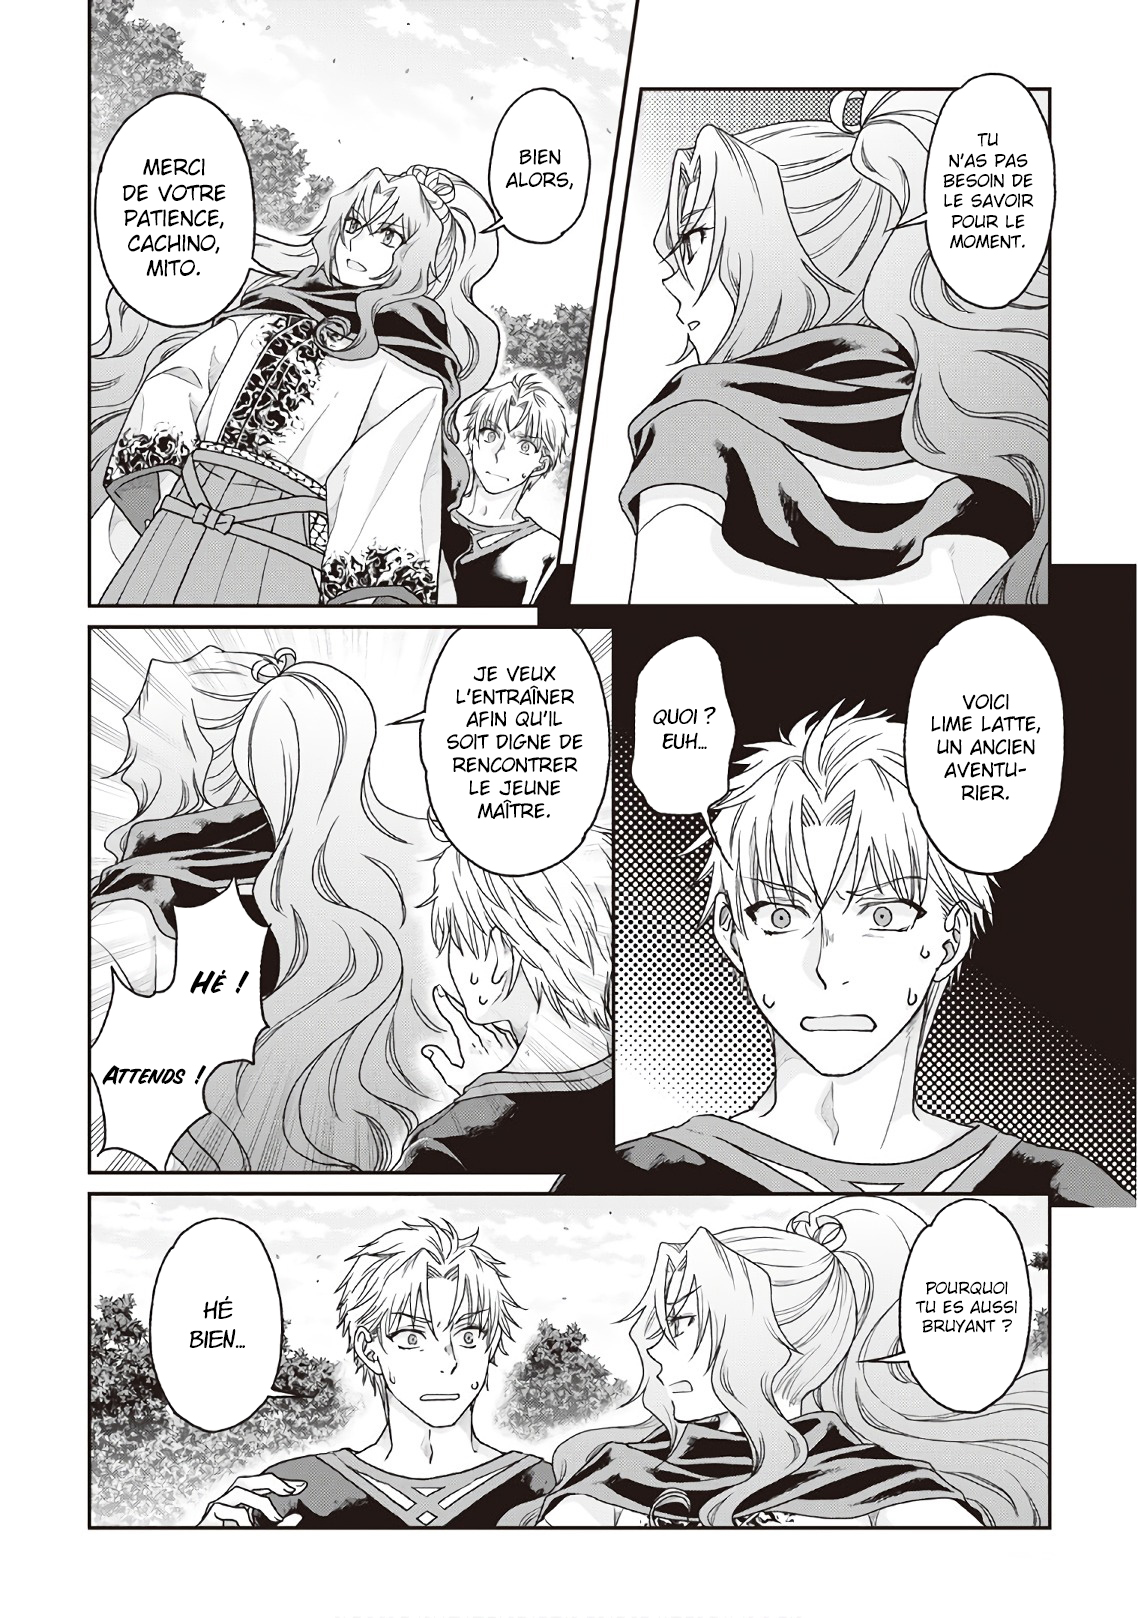 TU
N'AS PAS
BESOIN DE
LE SAVOIR
POUR LE
MOMENT.
BIEN
ALORS,
MERCI
DE VOTRE
PATIENCE,
CACHINO,
MITO.
VOICI
LIME LATTE,
UN ANCIEN
AVENTU-
RIER.
QUOI ?
EUH...
JE VEUX
L'ENTRAÎNER
AFIN QU'IL
SOIT DIGNE DE
RENCONTRER
LE JEUNE
MAÎTRE.
HÉ !
ATTENDS !
POURQUOI
TU ES AUSSI
BRUYANT ?
HÉ
BIEN...